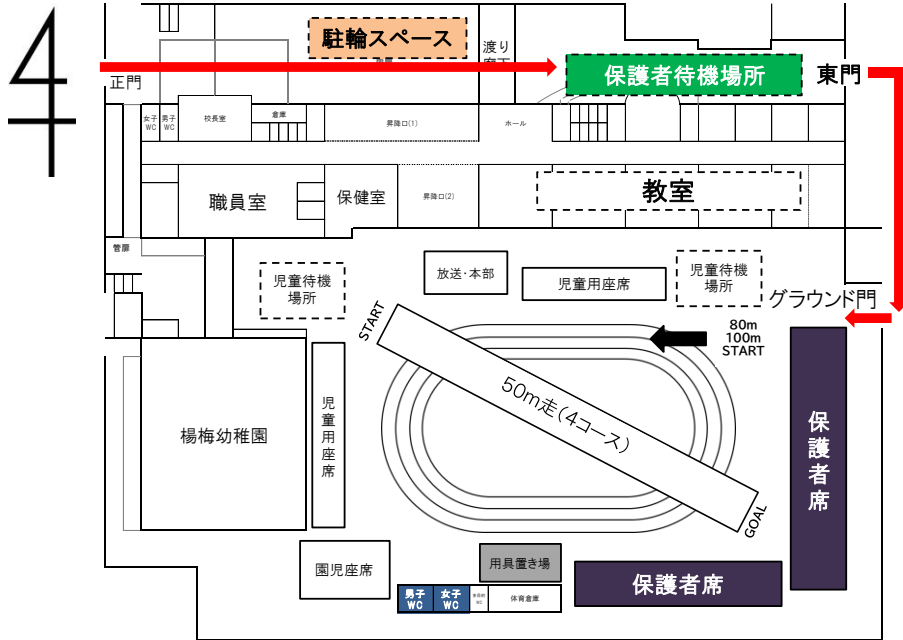 4
駐輪スペース
渡り
正門
保護者待機場所
東門
女子
WC
男子
WC
校長室
倉庫
昇降口(1)
ホール
職員室
保健室
昇降口(2)
教室
管扉
児童待機
場所
放送・本部
児童用座席
児童待機
場所
グラウンド門
START
80m
100m
START
50m走(4コース)
児童用座席
楊梅幼稚園
保護者席
GOAL
園児座席
用具置き場
保護者席
男子
WC
女子
WC
WC
体育倉庫